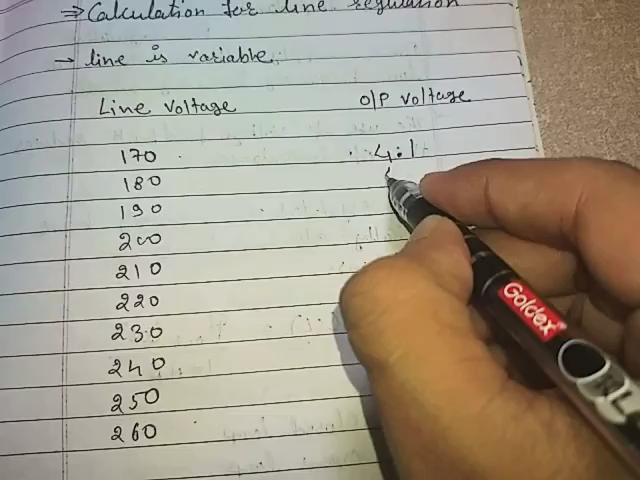 ⇒ Calculation for line regulation
→ line is variable.
Line voltage O/P voltage
170 4.1
180
190
200
210
220
230
240
250
260
Goldex